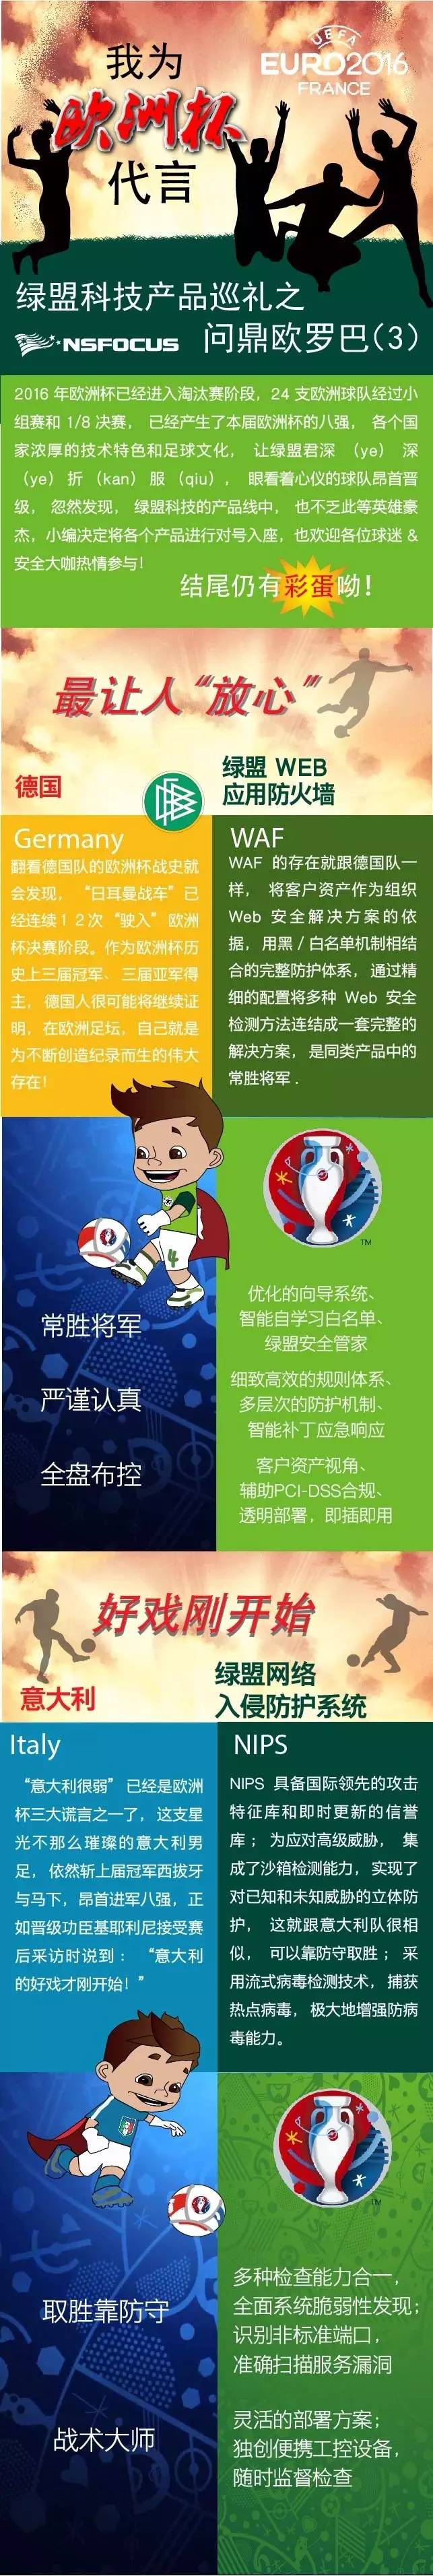 我为
欧洲杯
代言
UEFA
EURO2016
FRANCE
绿盟科技产品巡礼之
NSFOCUS 问鼎欧罗巴（3）
2016 年欧洲杯已经进入淘汰赛阶段，24 支欧洲球队经过小
组赛和 1/8 决赛， 已经产生了本届欧洲杯的八强， 各个国
家浓厚的技术特色和足球文化， 让绿盟君深 （ye） 深
（ye）折（kan）服（qiu）， 眼看着心仪的球队昂首晋
级， 忽然发现， 绿盟科技的产品线中， 也不乏此等英雄豪
杰，小编决定将各个产品进行对号入座，也欢迎各位球迷 &
安全大咖热情参与！
结尾仍有彩蛋呦！
最让人“放心”
德国
绿盟 WEB
应用防火墙
Germany
翻看德国队的欧洲杯战史就
会发现， “日耳曼战车” 已
经连续１２次 “驶入” 欧洲
杯决赛阶段。作为欧洲杯历
史上三届冠军、 三届亚军得
主， 德国人很可能将继续证
明，在欧洲足坛，自己就是
为不断创造纪录而生的伟大
存在！
WAF
WAF 的存在就跟德国队一
样， 将客户资产作为组织
Web 安全解决方案的依
据，用黑 / 白名单机制相结
合的完整防护体系， 通过精
细的配置将多种 Web 安全
检测方法连结成一套完整的
解决方案， 是同类产品中的
常胜将军 .
4
TM
常胜将军
严谨认真
全盘布控
优化的向导系统、
智能自学习白名单、
绿盟安全管家
细致高效的规则体系、
多层次的防护机制、
智能补丁应急响应
客户资产视角、
辅助PCI-DSS合规、
透明部署，即插即用
好戏刚开始
意大利
绿盟网络
入侵防护系统
Italy
“意大利很弱” 已经是欧洲
杯三大谎言之一了，这支星
光不那么璀璨的意大利男
足，依然斩上届冠军西拔牙
与马下，昂首进军八强，正
如晋级功臣基耶利尼接受赛
后采访时说到： “意大利
的好戏才刚开始！”
NIPS
NIPS 具备国际领先的攻击
特征库和即时更新的信誉
库； 为应对高级威胁， 集
成了沙箱检测能力，实现了
对已知和未知威胁的立体防
护， 这就跟意大利队很相
似， 可以靠防守取胜； 采
用流式病毒检测技术， 捕获
热点病毒，极大地增强防病
毒能力。
TM
取胜靠防守
战术大师
多种检查能力合一，
全面系统脆弱性发现；
识别非标准端口，
准确扫描服务漏洞
灵活的部署方案；
独创便携工控设备，
随时监督检查